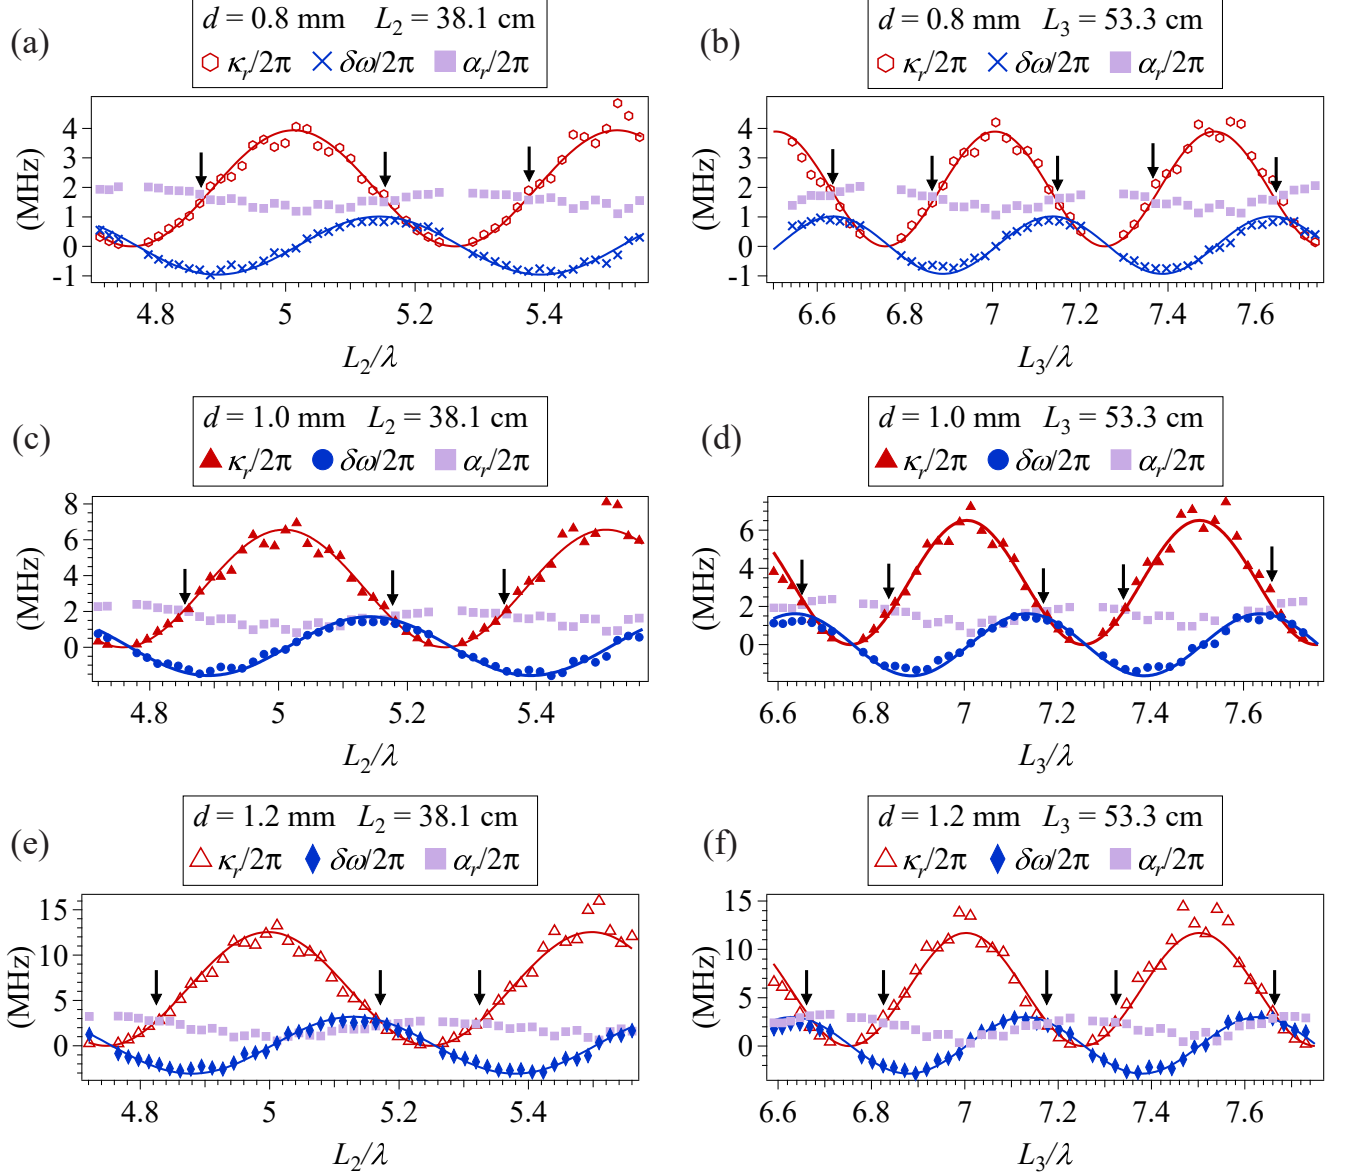 (a)
d = 0.8 mm L₂ = 38.1 cm
κᵣ/2π δω/2π αᵣ/2π
(MHz)
4
3
2
1
0
-1
4.8 5 5.2 5.4
L₂/λ
(b)
d = 0.8 mm L₃ = 53.3 cm
κᵣ/2π δω/2π αᵣ/2π
(MHz)
4
3
2
1
0
-1
6.6 6.8 7 7.2 7.4 7.6
L₃/λ
(c)
d = 1.0 mm L₂ = 38.1 cm
κᵣ/2π δω/2π αᵣ/2π
(MHz)
8
6
4
2
0
4.8 5 5.2 5.4
L₂/λ
(d)
d = 1.0 mm L₃ = 53.3 cm
κᵣ/2π δω/2π αᵣ/2π
(MHz)
6
4
2
0
6.6 6.8 7 7.2 7.4 7.6
L₃/λ
(e)
d = 1.2 mm L₂ = 38.1 cm
κᵣ/2π δω/2π αᵣ/2π
(MHz)
15
10
5
0
4.8 5 5.2 5.4
L₂/λ
(f)
d = 1.2 mm L₃ = 53.3 cm
κᵣ/2π δω/2π αᵣ/2π
(MHz)
15
10
5
0
6.6 6.8 7 7.2 7.4 7.6
L₃/λ